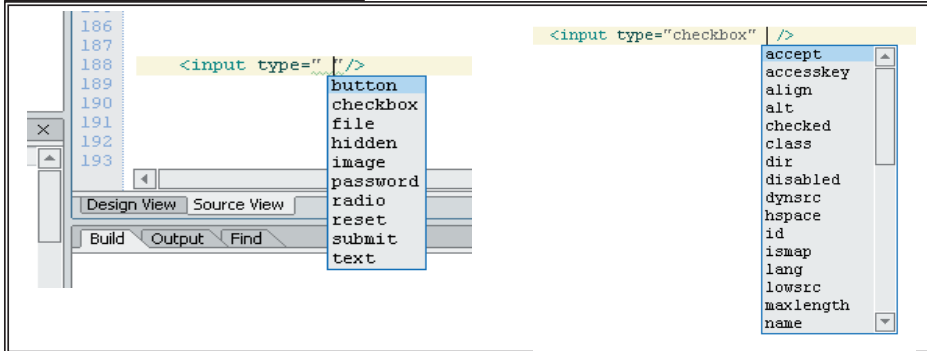 186
187
188 <input type=" "/>
189
190
191
192
193
button
checkbox
file
hidden
image
password
radio
reset
submit
text
Design View Source View
Build Output Find
<input type="checkbox" />
accept
accesskey
align
alt
checked
class
dir
disabled
dynsrc
hspace
id
ismap
lang
lowsrc
maxlength
name